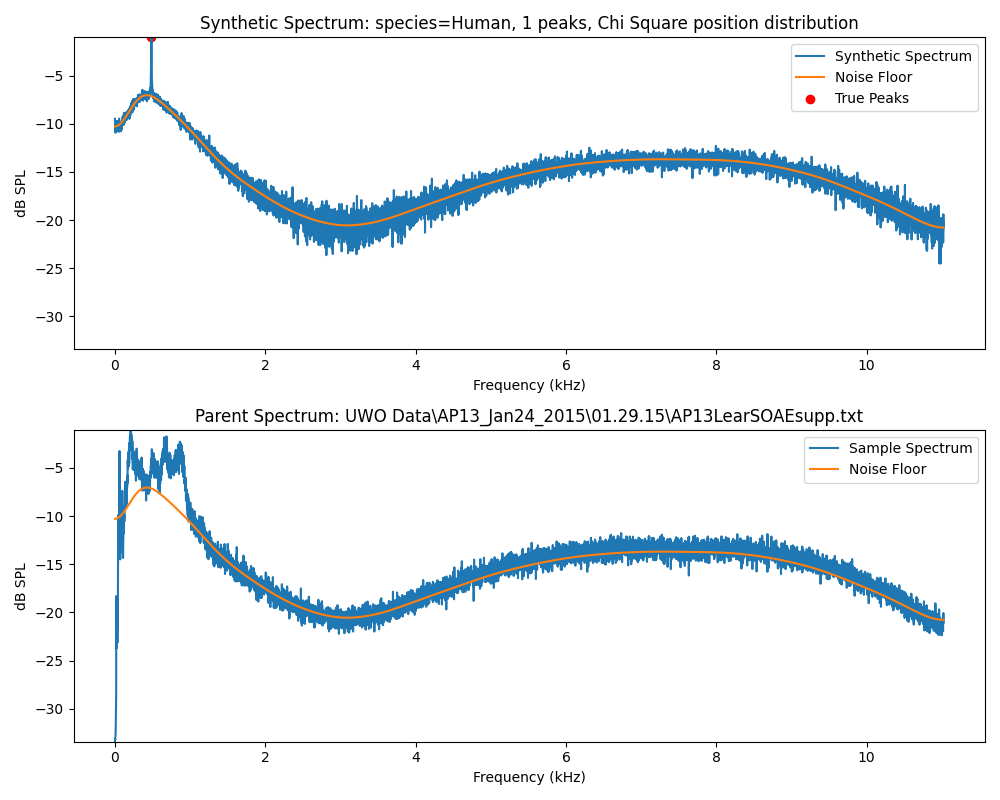 Synthetic Spectrum: species=Human, 1 peaks, Chi Square position distribution
Synthetic Spectrum
Noise Floor
True Peaks
dB SPL
−5
−10
−15
−20
−25
−30
0 2 4 6 8 10
Frequency (kHz)
Parent Spectrum: UWO Data\AP13_Jan24_2015\01.29.15\AP13LearSOAEsupp.txt
Sample Spectrum
Noise Floor
dB SPL
−5
−10
−15
−20
−25
−30
0 2 4 6 8 10
Frequency (kHz)